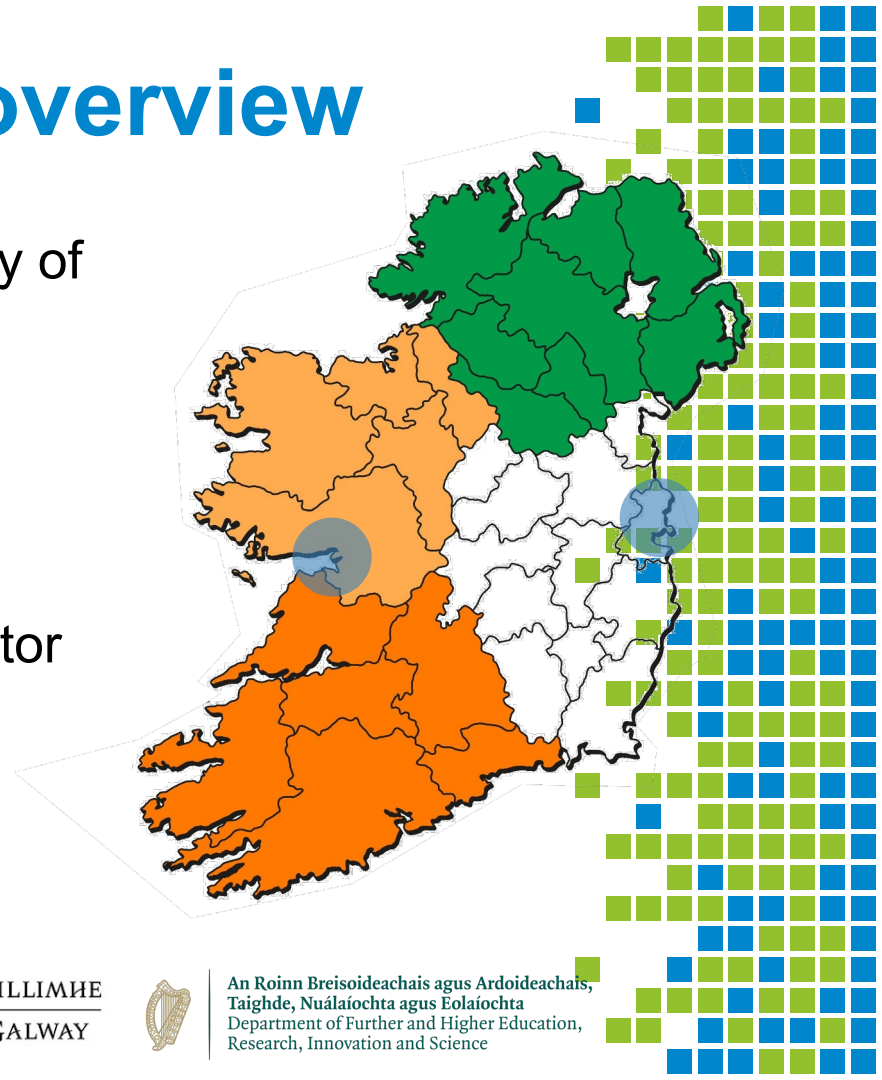 overview
y of
tor
ILLIMHE
GALWAY
An Roinn Breisoideachais agus Ardoideachais,
Taighde, Nuálaíochta agus Eolaíochta
Department of Further and Higher Education,
Research, Innovation and Science